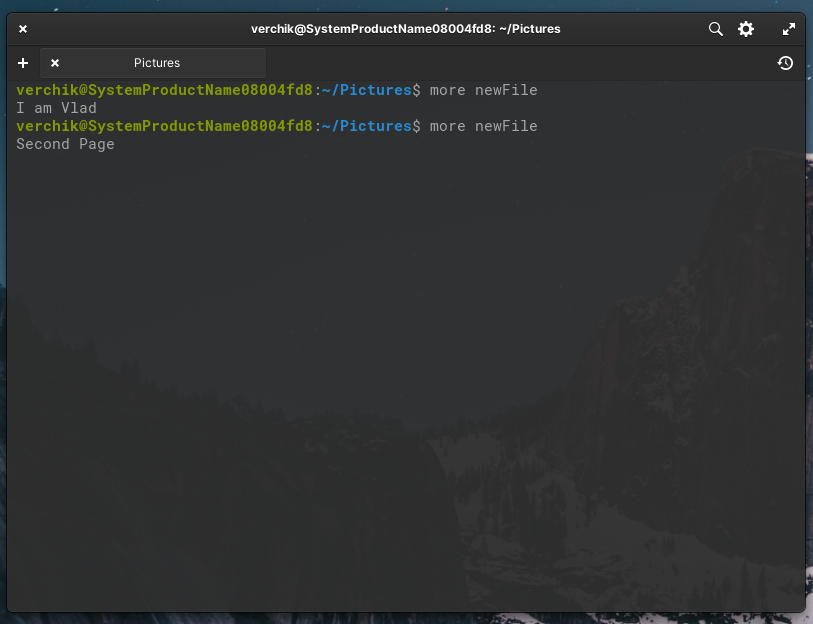 verchik@SystemProductName08004fd8: ~/Pictures
Pictures
verchik@SystemProductName08004fd8:~/Pictures$ more newFile
I am Vlad
verchik@SystemProductName08004fd8:~/Pictures$ more newFile
Second Page